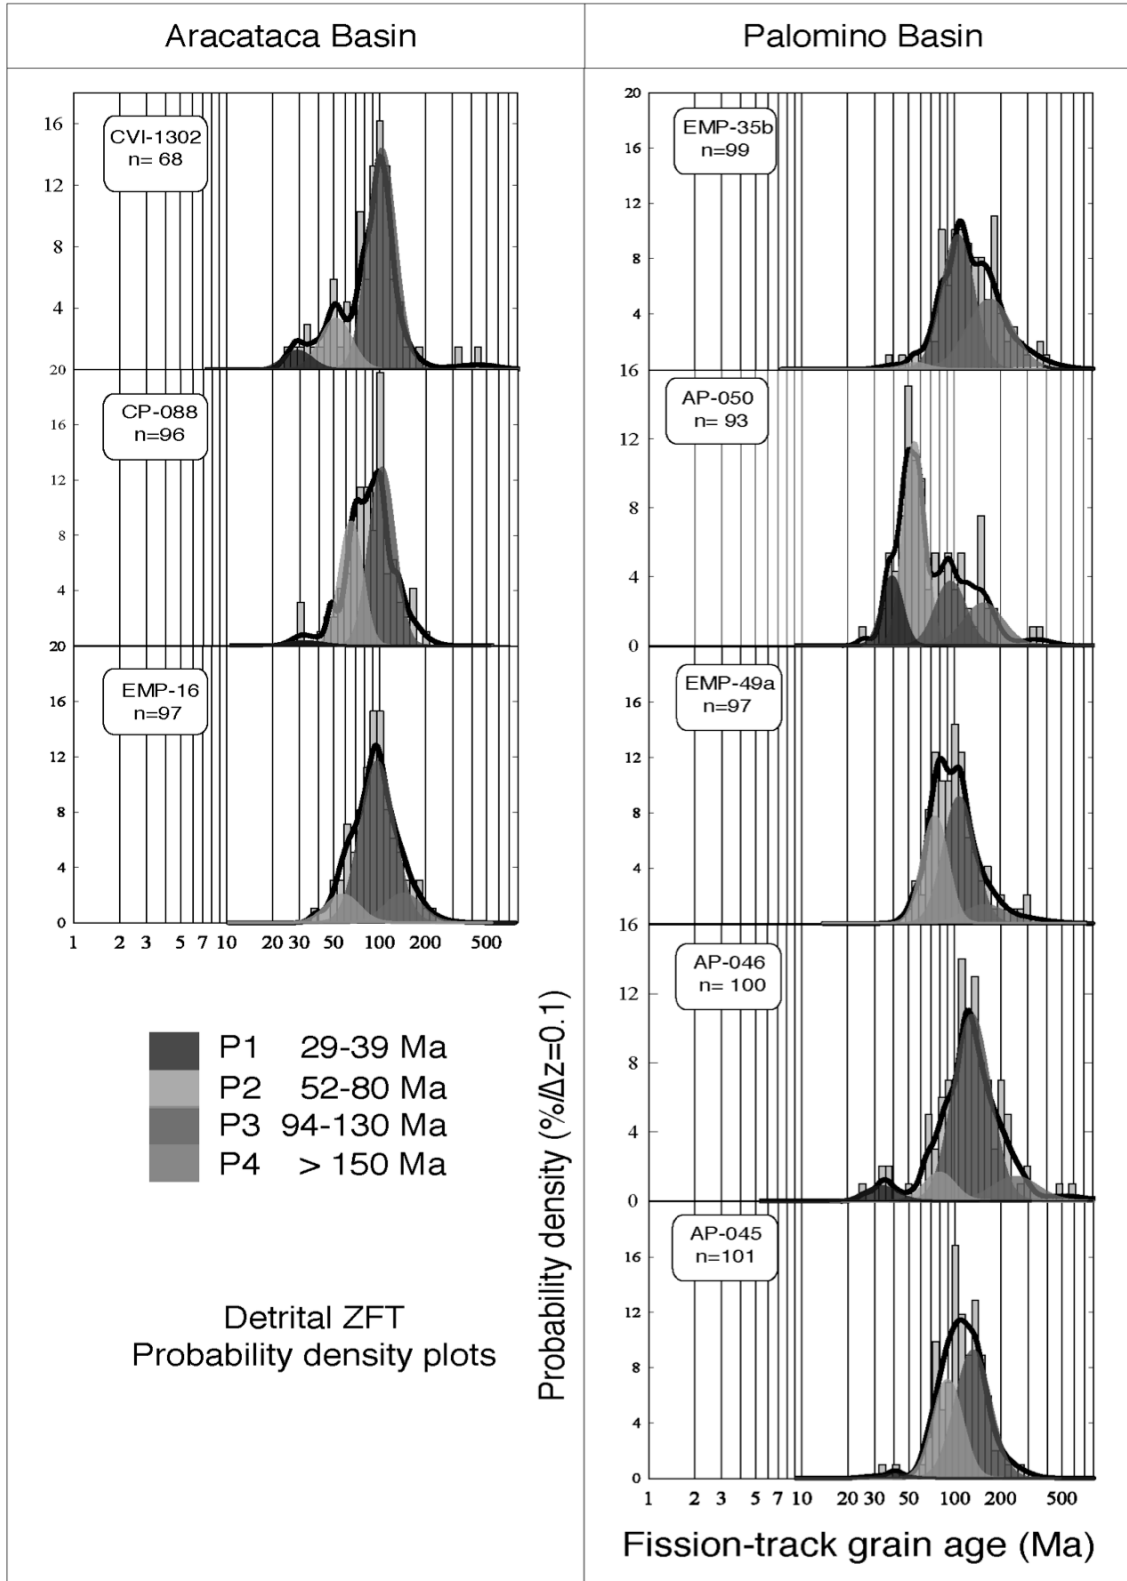 Aracataca Basin
Palomino Basin
CVI-1302
n= 68
16
12
8
4
20
CP-088
n=96
16
12
8
4
20
EMP-16
n=97
16
12
8
4
0
1 2 3 5 7 10 20 30 50 100 200 500
P1 29-39 Ma
P2 52-80 Ma
P3 94-130 Ma
P4 > 150 Ma
Detrital ZFT
Probability density plots
Probability density (%/Δz=0.1)
20
EMP-35b
n=99
16
12
8
4
16
AP-050
n= 93
12
8
4
0
EMP-49a
n=97
16
12
8
4
16
AP-046
n= 100
12
8
4
0
AP-045
n=101
16
12
8
4
0
1 2 3 5 7 10 20 30 50 100 200 500
Fission-track grain age (Ma)